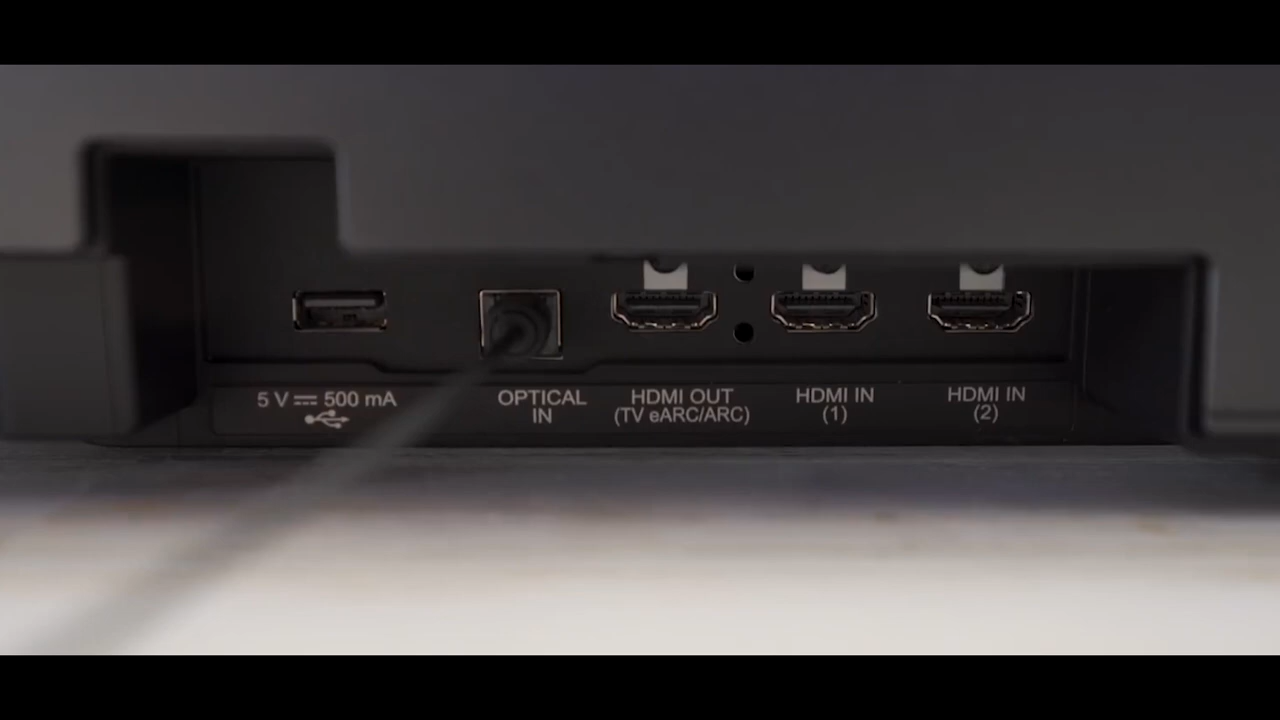 5 V ⎓ 500 mA
OPTICAL
IN
HDMI OUT
(TV eARC/ARC)
HDMI IN
(1)
HDMI IN
(2)